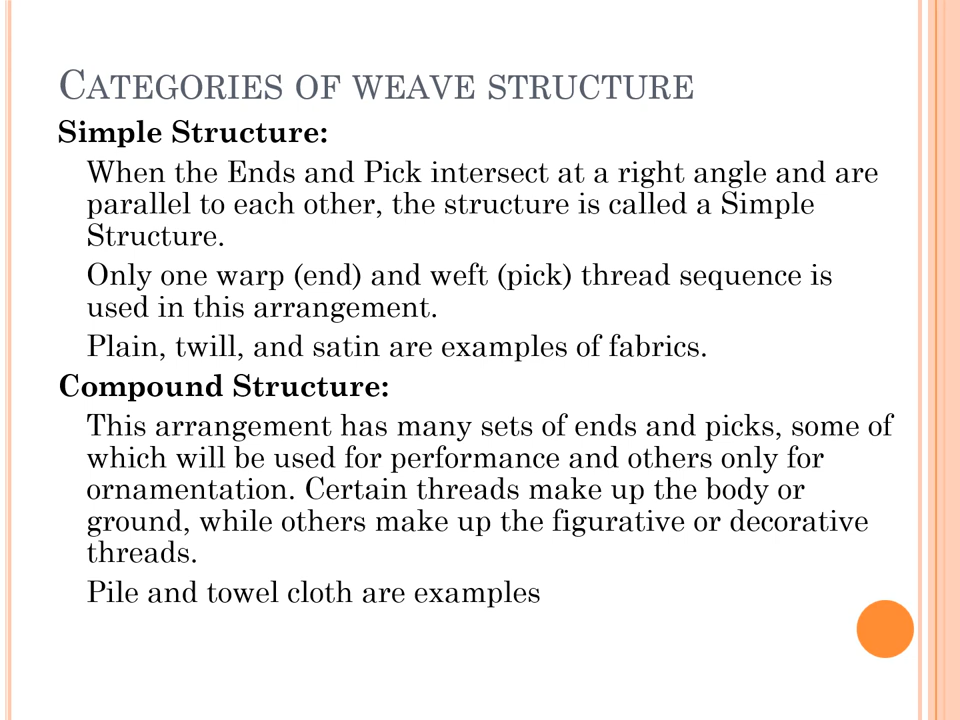 CATEGORIES OF WEAVE STRUCTURE
Simple Structure:
When the Ends and Pick intersect at a right angle and are
parallel to each other, the structure is called a Simple
Structure.
Only one warp (end) and weft (pick) thread sequence is
used in this arrangement.
Plain, twill, and satin are examples of fabrics.
Compound Structure:
This arrangement has many sets of ends and picks, some of
which will be used for performance and others only for
ornamentation. Certain threads make up the body or
ground, while others make up the figurative or decorative
threads.
Pile and towel cloth are examples